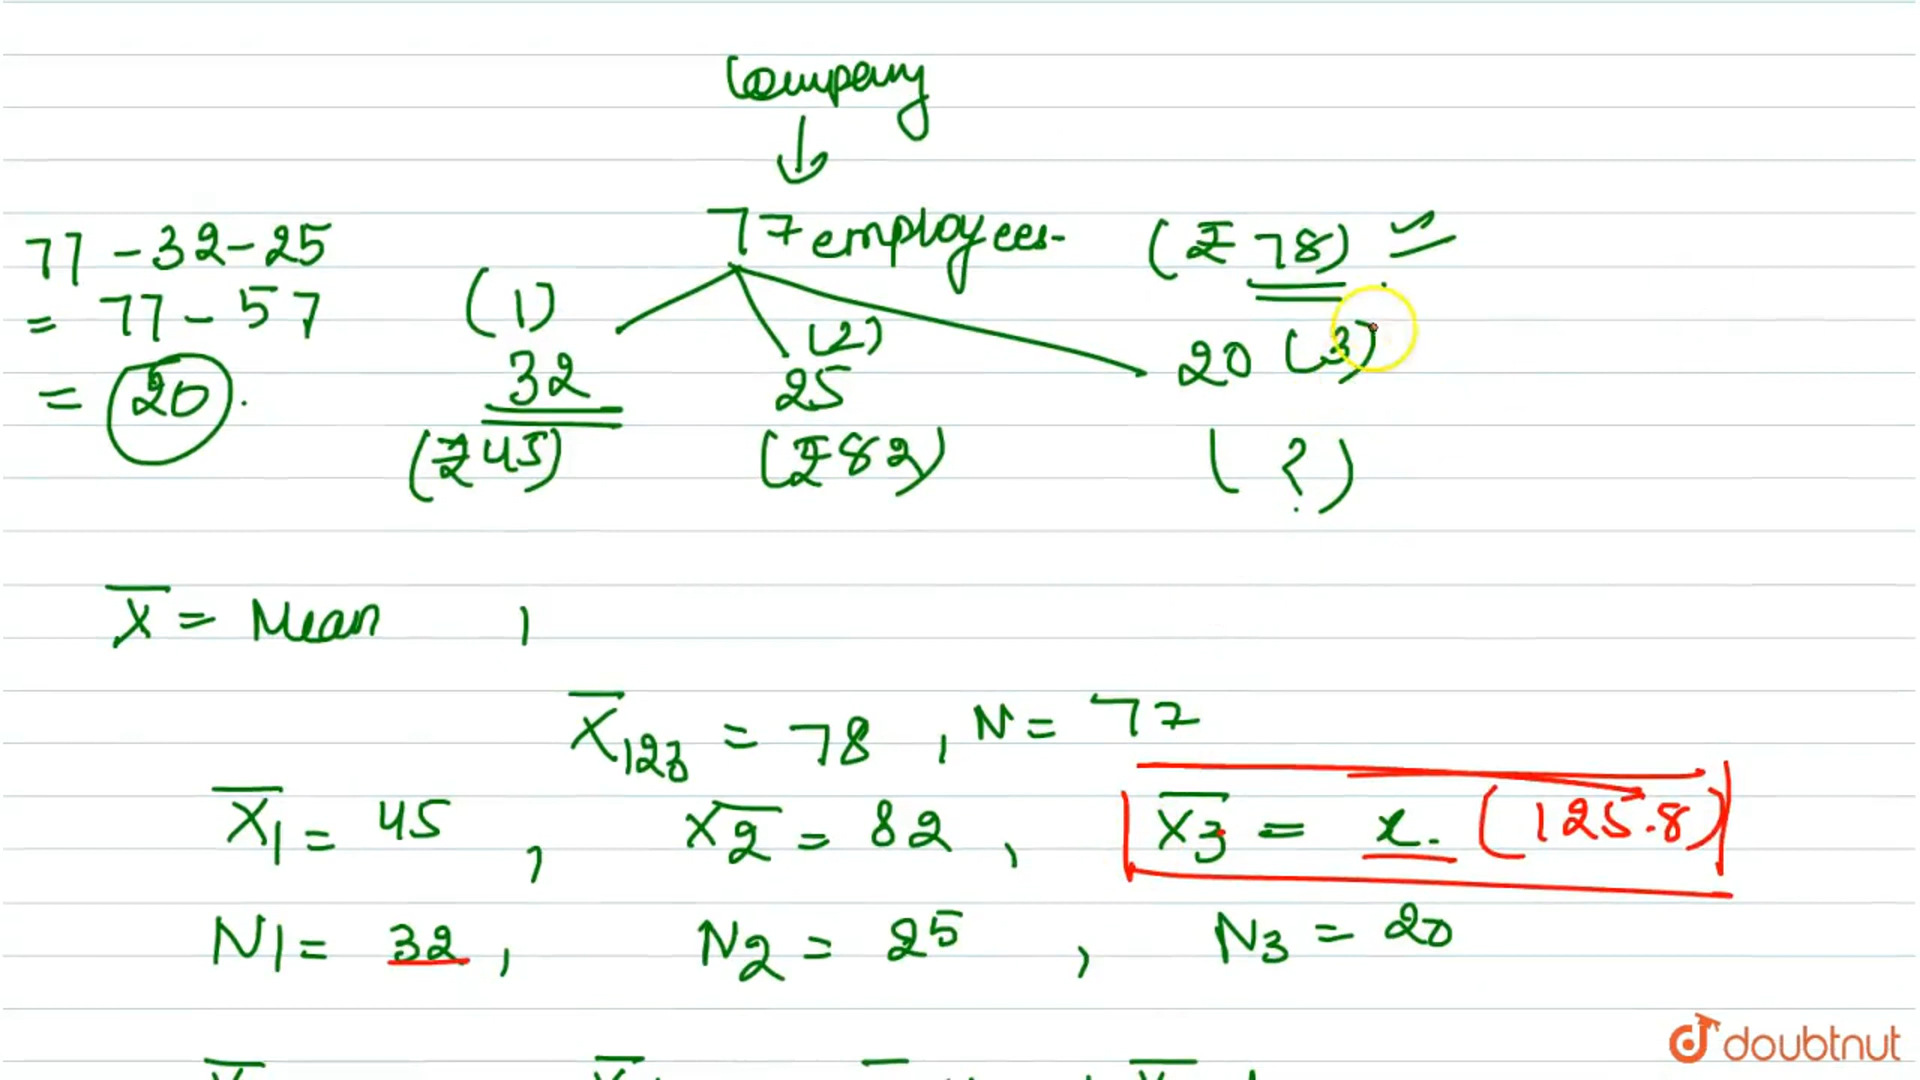 Company
77 employees- (₹ 78)
77 - 32 - 25
= 77 - 57
= 20.
(1) (2) 20 (3)
32 25
(₹ 45) (₹ 82) ( ? )
X̄ = Mean ,
X̄123 = 78 , N = 77
X̄1 = 45 , X̄2 = 82 , X̄3 = x. (125.8)
N1 = 32 , N2 = 25 , N3 = 20
doubtnut